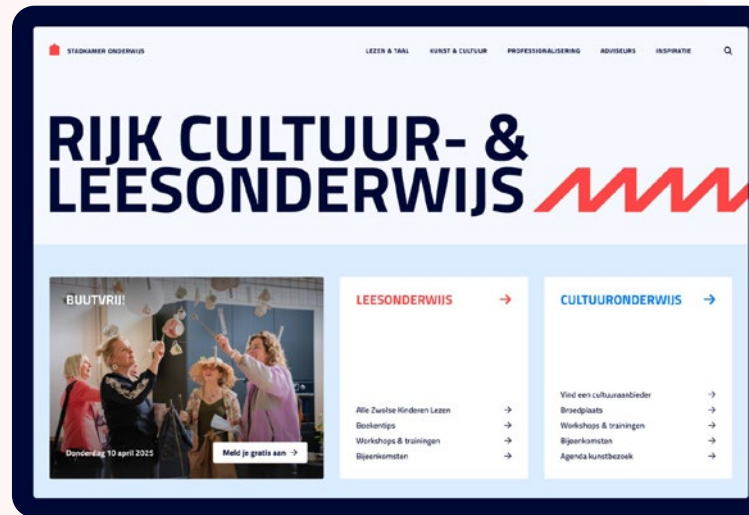 STADKAMER ONDERWIJS
LEZEN & TAAL KUNST & CULTUUR PROFESSIONALISERING ADVISEURS INSPIRATIE
RIJK CULTUUR- &
LEESONDERWIJS
BUUTVRIJ!
Donderdag 10 april 2025
Meld je gratis aan →
LEESONDERWIJS →
Alle Zwolse Kinderen Lezen →
Boekentips →
Workshops & trainingen →
Bijeenkomsten →
CULTUURONDERWIJS →
Vind een cultuuraanbieder →
Broedplaats →
Workshops & trainingen →
Bijeenkomsten →
Agenda kunstbezoek →